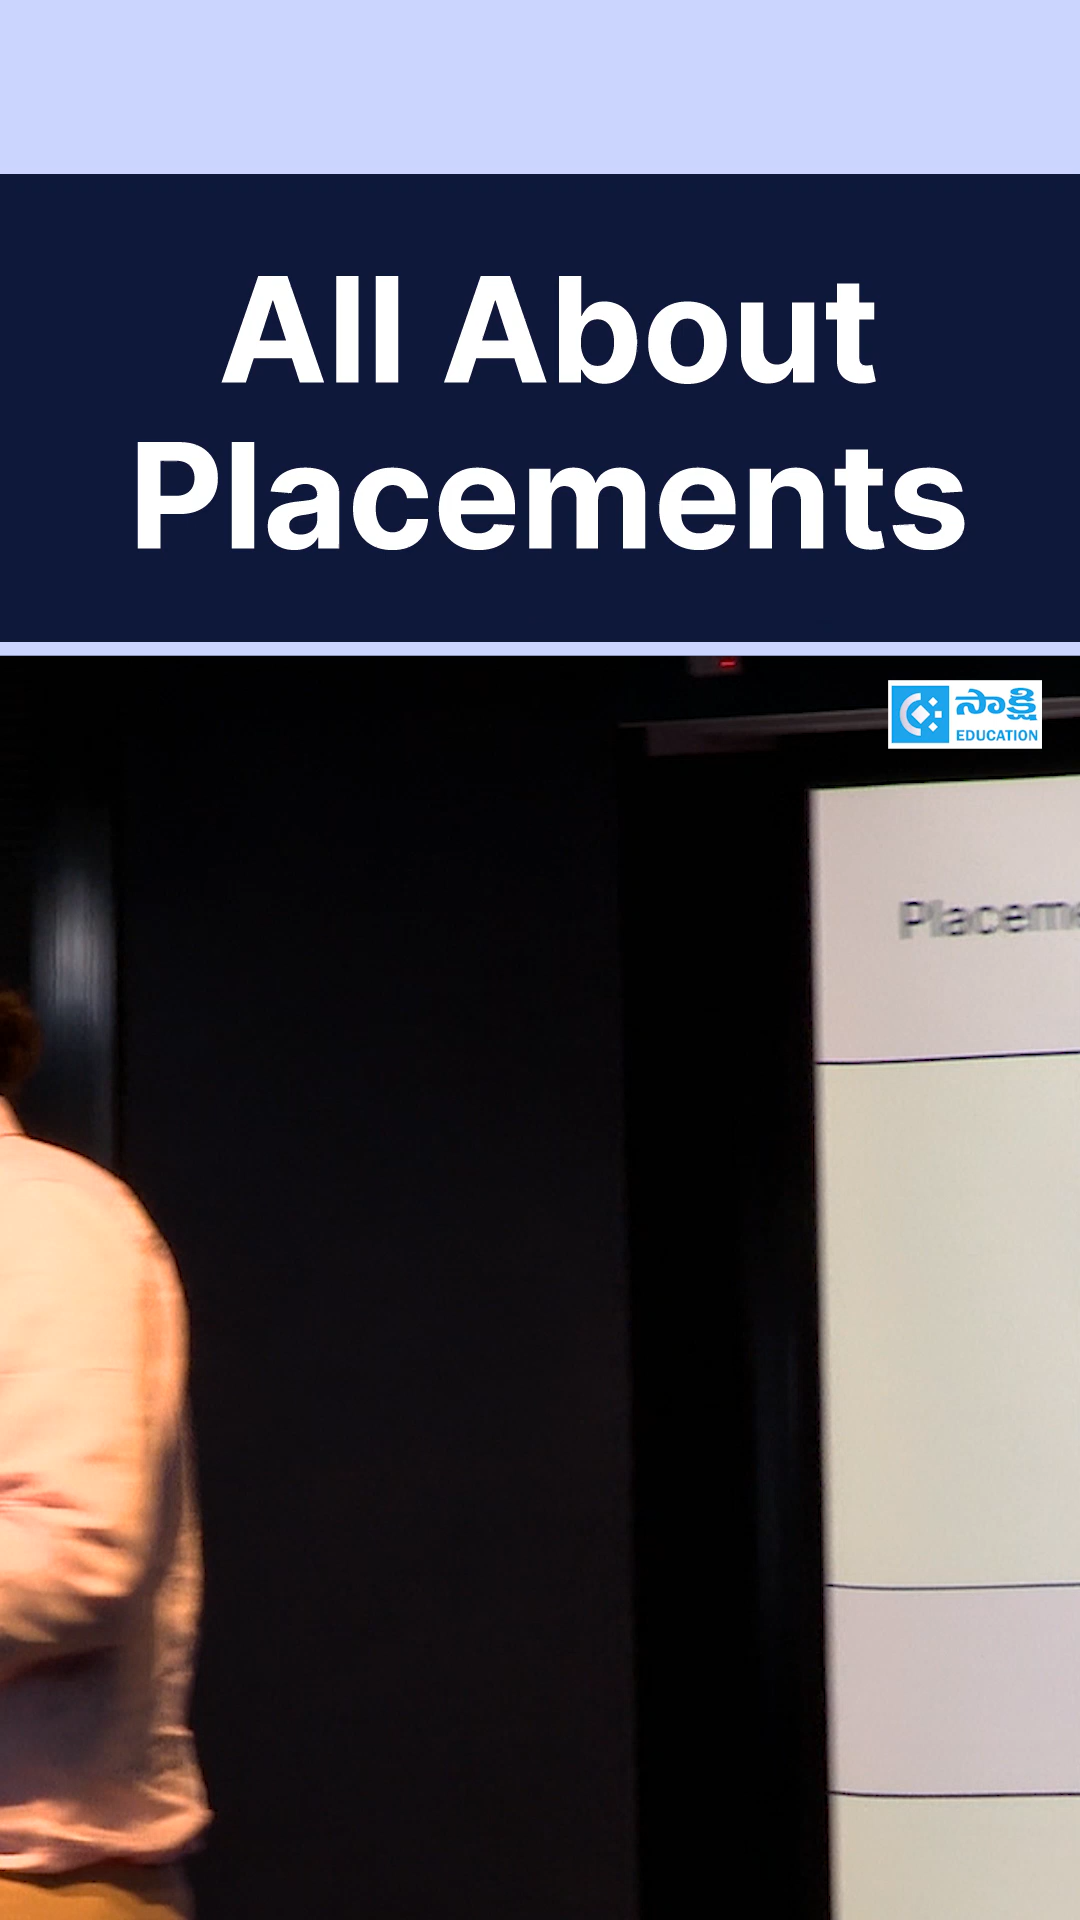 All About
Placements
సాక్షి
EDUCATION